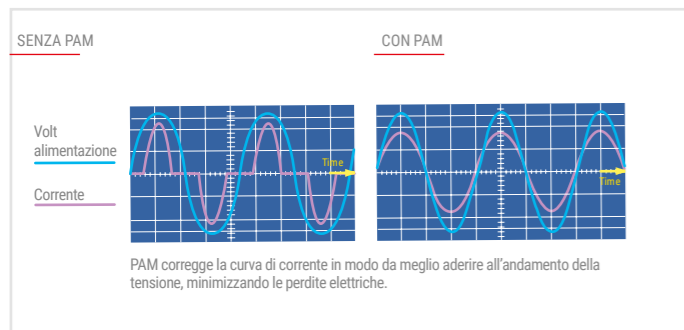 SENZA PAM
CON PAM
Volt
alimentazione
Corrente
Time
Time
PAM corregge la curva di corrente in modo da meglio aderire all'andamento della
tensione, minimizzando le perdite elettriche.